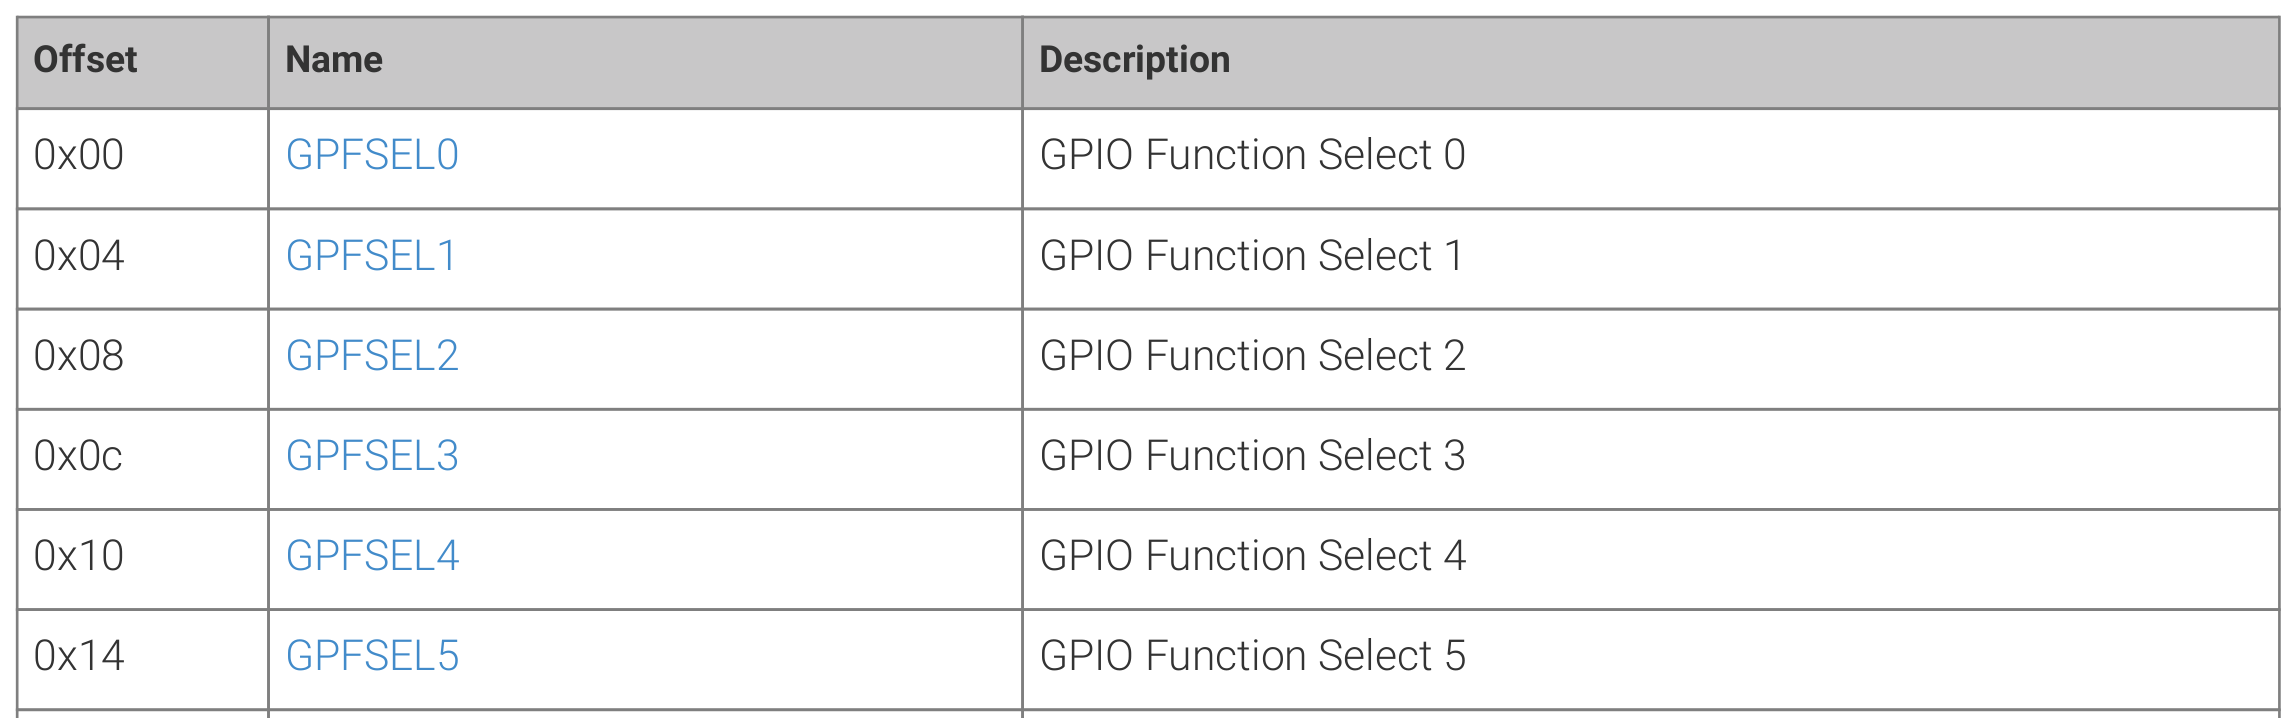 Offset Name Description
0x00 GPFSEL0 GPIO Function Select 0
0x04 GPFSEL1 GPIO Function Select 1
0x08 GPFSEL2 GPIO Function Select 2
0x0c GPFSEL3 GPIO Function Select 3
0x10 GPFSEL4 GPIO Function Select 4
0x14 GPFSEL5 GPIO Function Select 5